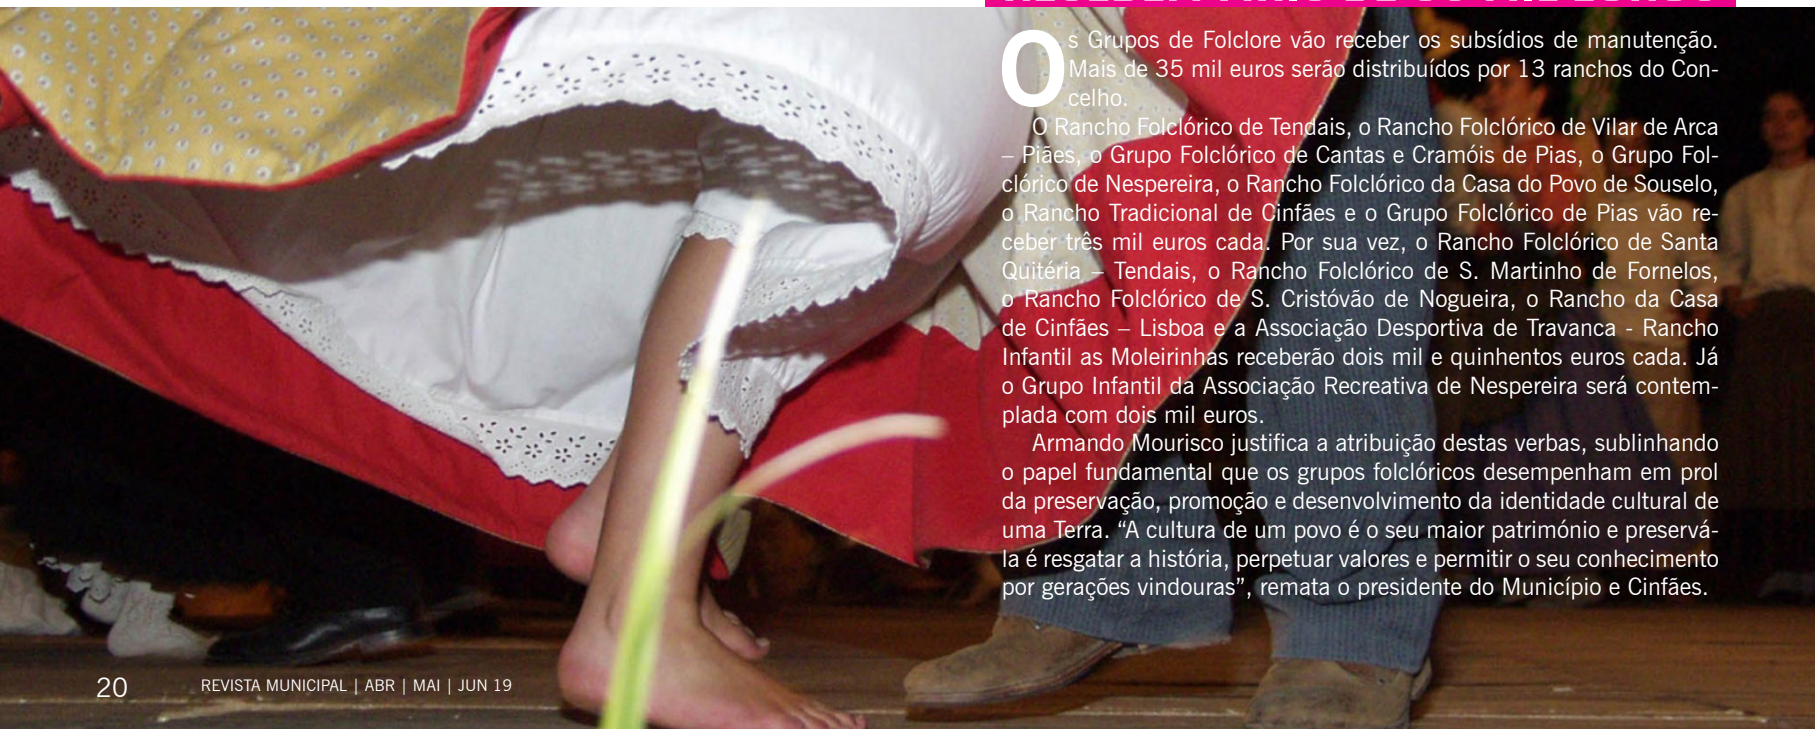 Os Grupos de Folclore vão receber os subsídios de manutenção.
Mais de 35 mil euros serão distribuídos por 13 ranchos do Con-
celho.
O Rancho Folclórico de Tendais, o Rancho Folclórico de Vilar de Arca
– Piães, o Grupo Folclórico de Cantas e Cramóis de Pias, o Grupo Fol-
clórico de Nespereira, o Rancho Folclórico da Casa do Povo de Souselo,
o Rancho Tradicional de Cinfães e o Grupo Folclórico de Pias vão re-
ceber três mil euros cada. Por sua vez, o Rancho Folclórico de Santa
Quitéria – Tendais, o Rancho Folclórico de S. Martinho de Fornelos,
o Rancho Folclórico de S. Cristóvão de Nogueira, o Rancho da Casa
de Cinfães – Lisboa e a Associação Desportiva de Travanca - Rancho
Infantil as Moleirinhas receberão dois mil e quinhentos euros cada. Já
o Grupo Infantil da Associação Recreativa de Nespereira será contem-
plada com dois mil euros.
Armando Mourisco justifica a atribuição destas verbas, sublinhando
o papel fundamental que os grupos folclóricos desempenham em prol
da preservação, promoção e desenvolvimento da identidade cultural de
uma Terra. “A cultura de um povo é o seu maior património e preservá-
la é resgatar a história, perpetuar valores e permitir o seu conhecimento
por gerações vindouras”, remata o presidente do Município e Cinfães.
20 REVISTA MUNICIPAL | ABR | MAI | JUN 19